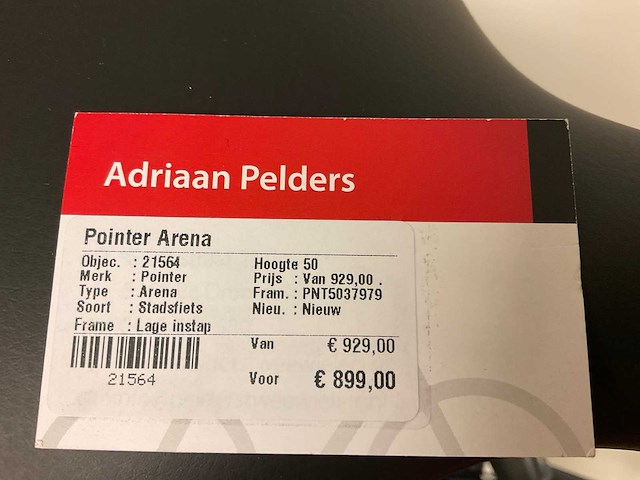 Adriaan Pelders
Pointer Arena
Objec. : 21564 Hoogte 50
Merk : Pointer Prijs : Van 929,00 .
Type : Arena Fram. : PNT5037979
Soort : Stadsfiets Nieu. : Nieuw
Frame : Lage instap
Van € 929,00
21564 Voor € 899,00